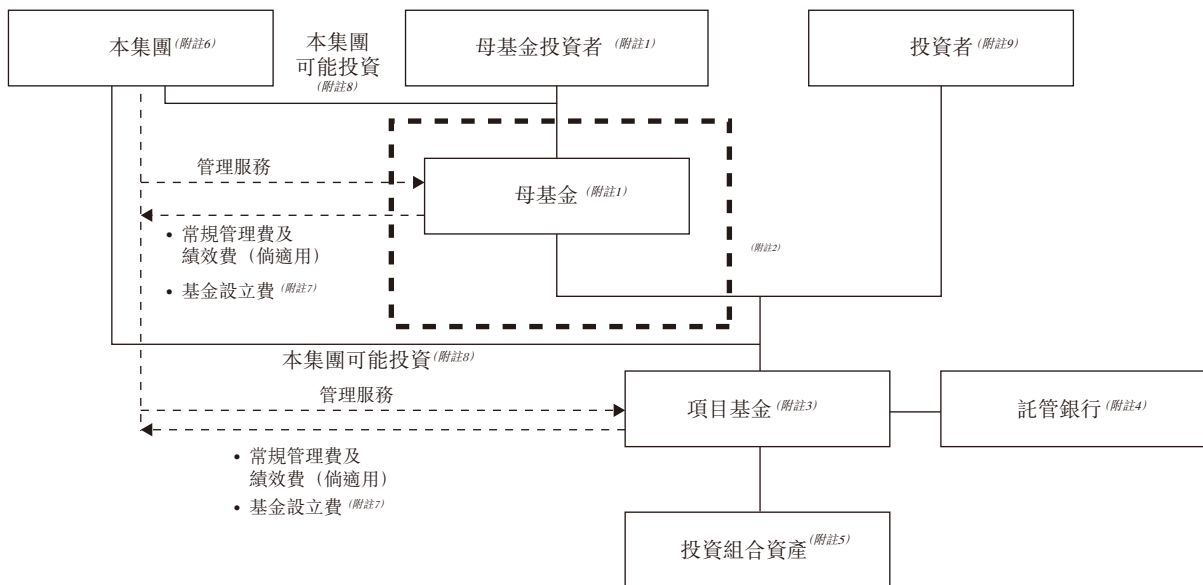 本集團(附註6)
本集團
可能投資
(附註8)
母基金投資者 (附註1)
投資者(附註9)
管理服務
母基金 (附註1)
• 常規管理費及
績效費（倘適用）
• 基金設立費 (附註7)
(附註2)
本集團可能投資(附註8)
管理服務
項目基金(附註3)
託管銀行(附註4)
• 常規管理費及
績效費（倘適用）
• 基金設立費 (附註7)
投資組合資產(附註5)